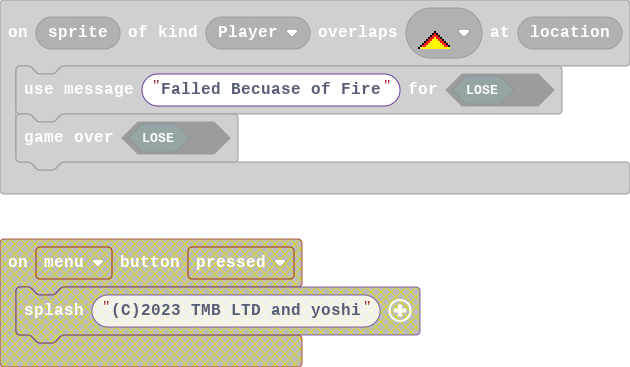 on sprite of kind Player overlaps at location
use message "Falled Becuase of Fire" for LOSE
game over LOSE
on menu button pressed
splash "(C)2023 TMB LTD and yoshi"